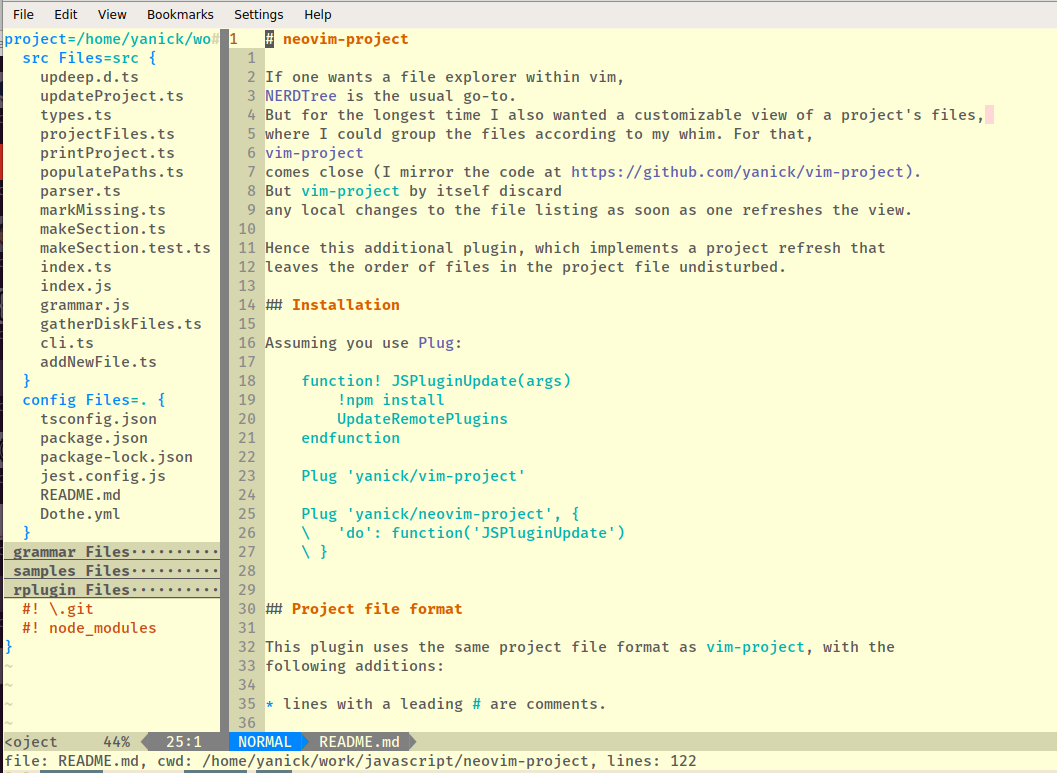 File Edit View Bookmarks Settings Help
project=/home/yanick/wo#
src Files=src {
updeep.d.ts
updateProject.ts
types.ts
projectFiles.ts
printProject.ts
populatePaths.ts
parser.ts
markMissing.ts
makeSection.ts
makeSection.test.ts
index.ts
index.js
grammar.js
gatherDiskFiles.ts
cli.ts
addNewFile.ts
}
config Files=. {
tsconfig.json
package.json
package-lock.json
jest.config.js
README.md
Dothe.yml
}
grammar Files··········
samples Files··········
rplugin Files··········
#! \.git
#! node_modules
}
~
~
~
~
<oject 44% 25:1
1 # neovim-project
1
2 If one wants a file explorer within vim,
3 NERDTree is the usual go-to.
4 But for the longest time I also wanted a customizable view of a project's files,
5 where I could group the files according to my whim. For that,
6 vim-project
7 comes close (I mirror the code at https://github.com/yanick/vim-project).
8 But vim-project by itself discard
9 any local changes to the file listing as soon as one refreshes the view.
10
11 Hence this additional plugin, which implements a project refresh that
12 leaves the order of files in the project file undisturbed.
13
14 ## Installation
15
16 Assuming you use Plug:
17
18 function! JSPluginUpdate(args)
19 !npm install
20 UpdateRemotePlugins
21 endfunction
22
23 Plug 'yanick/vim-project'
24
25 Plug 'yanick/neovim-project', {
26 \ 'do': function('JSPluginUpdate')
27 \ }
28
29
30 ## Project file format
31
32 This plugin uses the same project file format as vim-project, with the
33 following additions:
34
35 * lines with a leading # are comments.
36
NORMAL README.md
file: README.md, cwd: /home/yanick/work/javascript/neovim-project, lines: 122